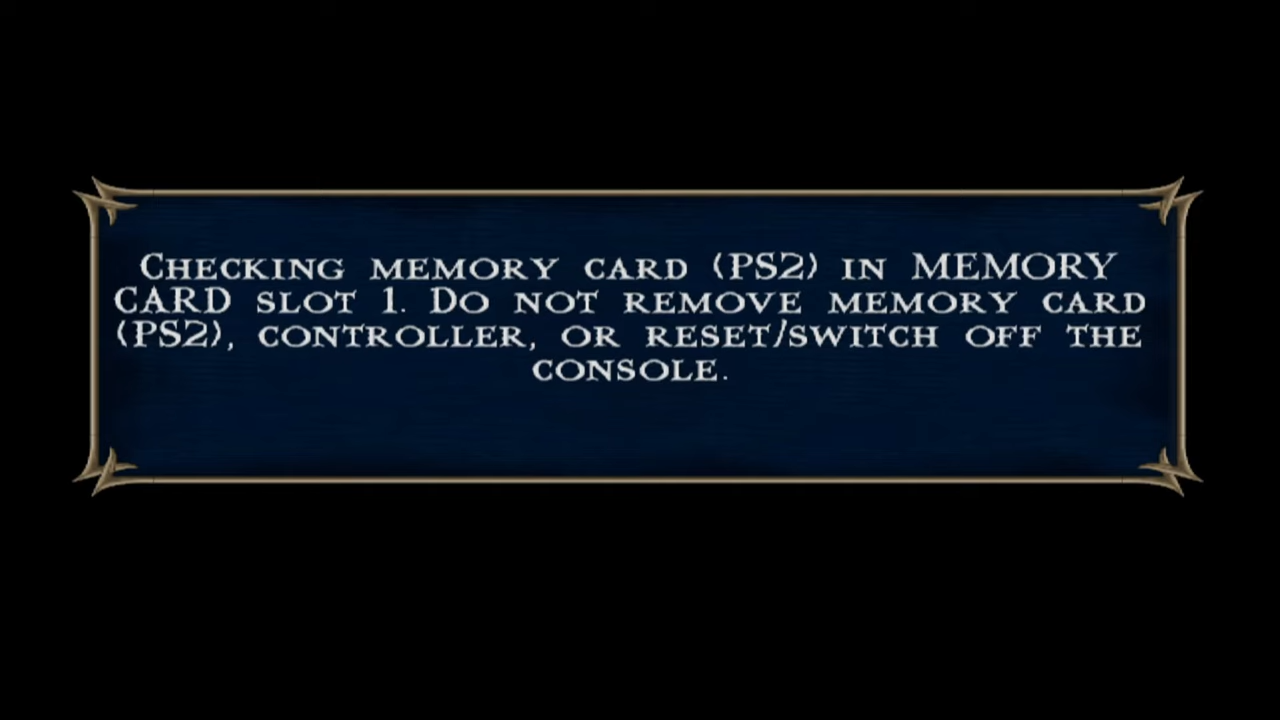 Checking memory card (PS2) in MEMORY
CARD slot 1. Do not remove memory card
(PS2), controller, or reset/switch off the
console.